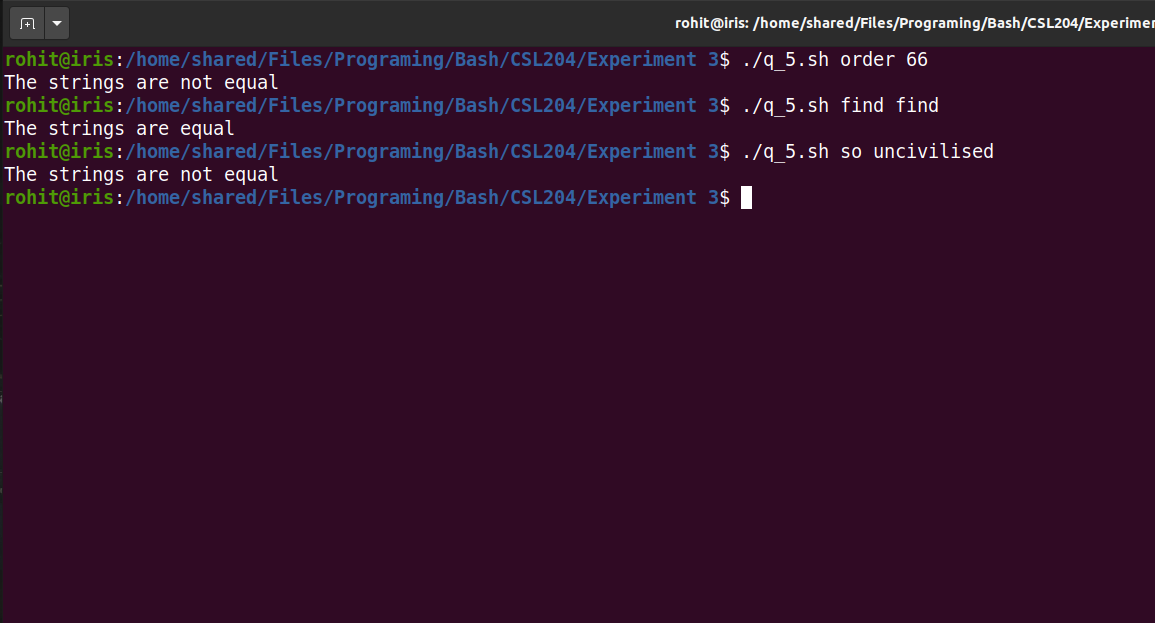 rohit@iris: /home/shared/Files/Programing/Bash/CSL204/Experimen
rohit@iris:/home/shared/Files/Programing/Bash/CSL204/Experiment 3$ ./q_5.sh order 66
The strings are not equal
rohit@iris:/home/shared/Files/Programing/Bash/CSL204/Experiment 3$ ./q_5.sh find find
The strings are equal
rohit@iris:/home/shared/Files/Programing/Bash/CSL204/Experiment 3$ ./q_5.sh so uncivilised
The strings are not equal
rohit@iris:/home/shared/Files/Programing/Bash/CSL204/Experiment 3$